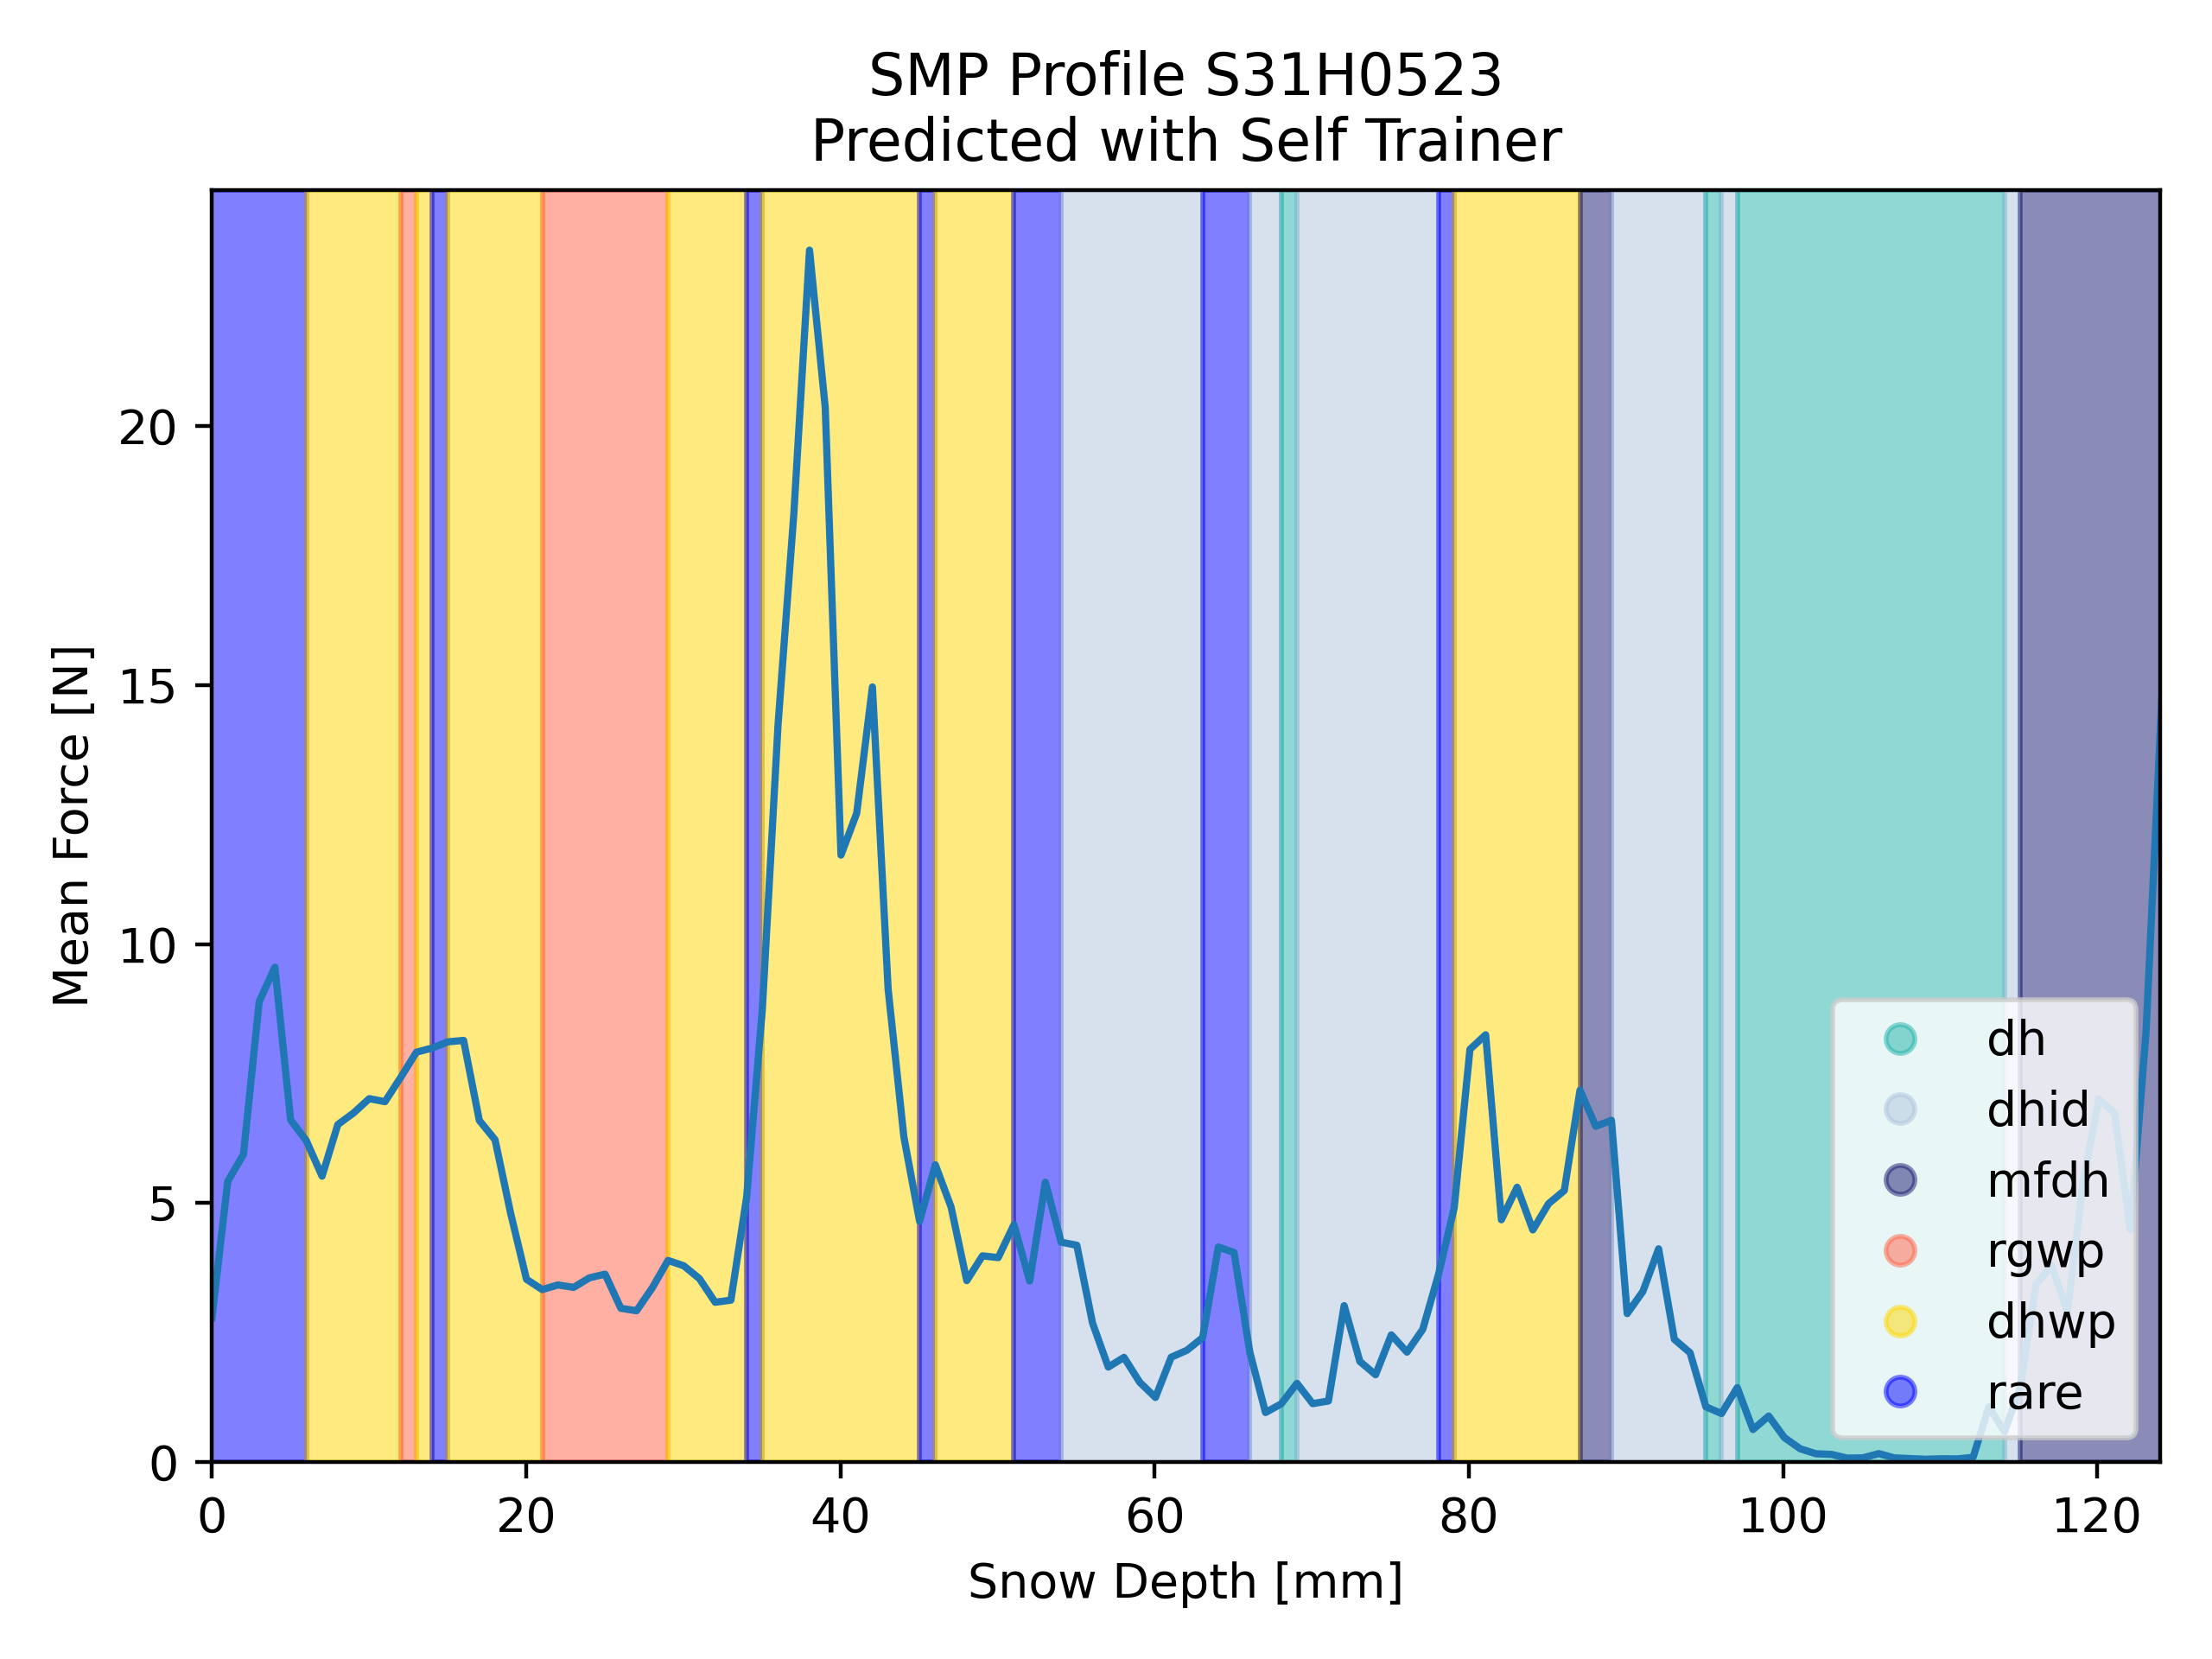 SMP Profile S31H0523
Predicted with Self Trainer
Mean Force [N]
20
15
10
5
0
0 20 40 60 80 100 120
Snow Depth [mm]
dh
dhid
mfdh
rgwp
dhwp
rare